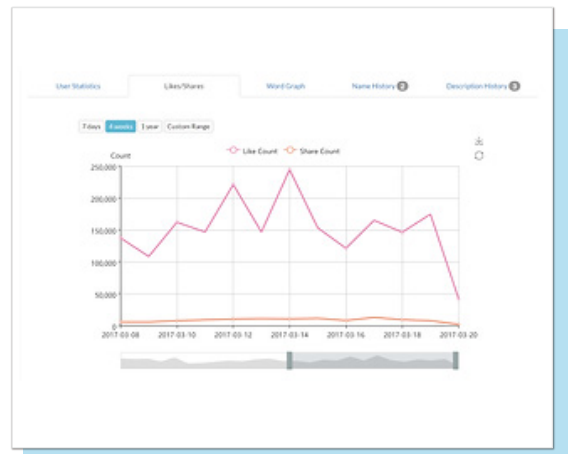 User Statistics
Likes/Shares
Word Graph
Name History 2
Description History 3
7 days 4 weeks 1 year Custom Range
Like Count Share Count
Count
250,000
200,000
150,000
100,000
50,000
0
2017-03-08 2017-03-10 2017-03-12 2017-03-14 2017-03-16 2017-03-18 2017-03-20